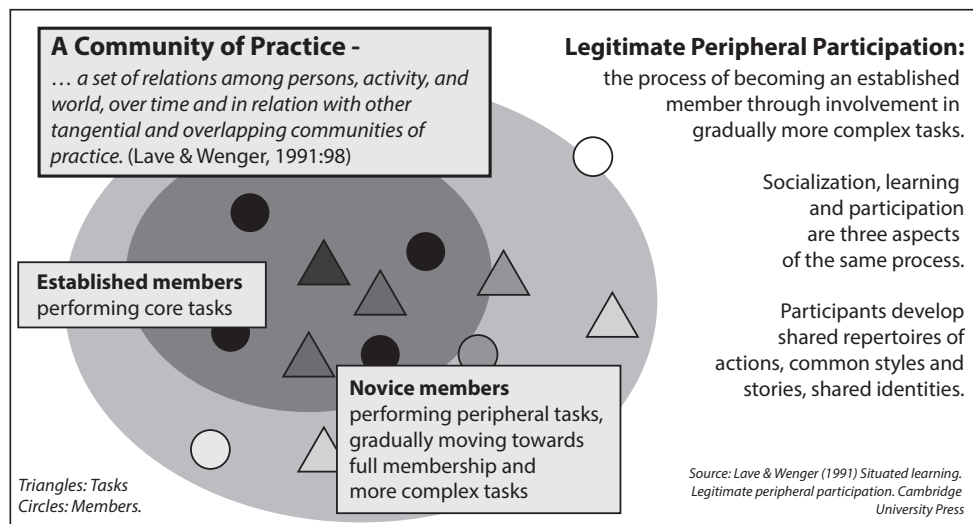 A Community of Practice -
… a set of relations among persons, activity, and
world, over time and in relation with other
tangential and overlapping communities of
practice. (Lave & Wenger, 1991:98)
Legitimate Peripheral Participation:
the process of becoming an established
member through involvement in
gradually more complex tasks.
Socialization, learning
and participation
are three aspects
of the same process.
Participants develop
shared repertoires of
actions, common styles and
stories, shared identities.
Established members
performing core tasks
Novice members
performing peripheral tasks,
gradually moving towards
full membership and
more complex tasks
Triangles: Tasks
Circles: Members.
Source: Lave & Wenger (1991) Situated learning.
Legitimate peripheral participation. Cambridge
University Press